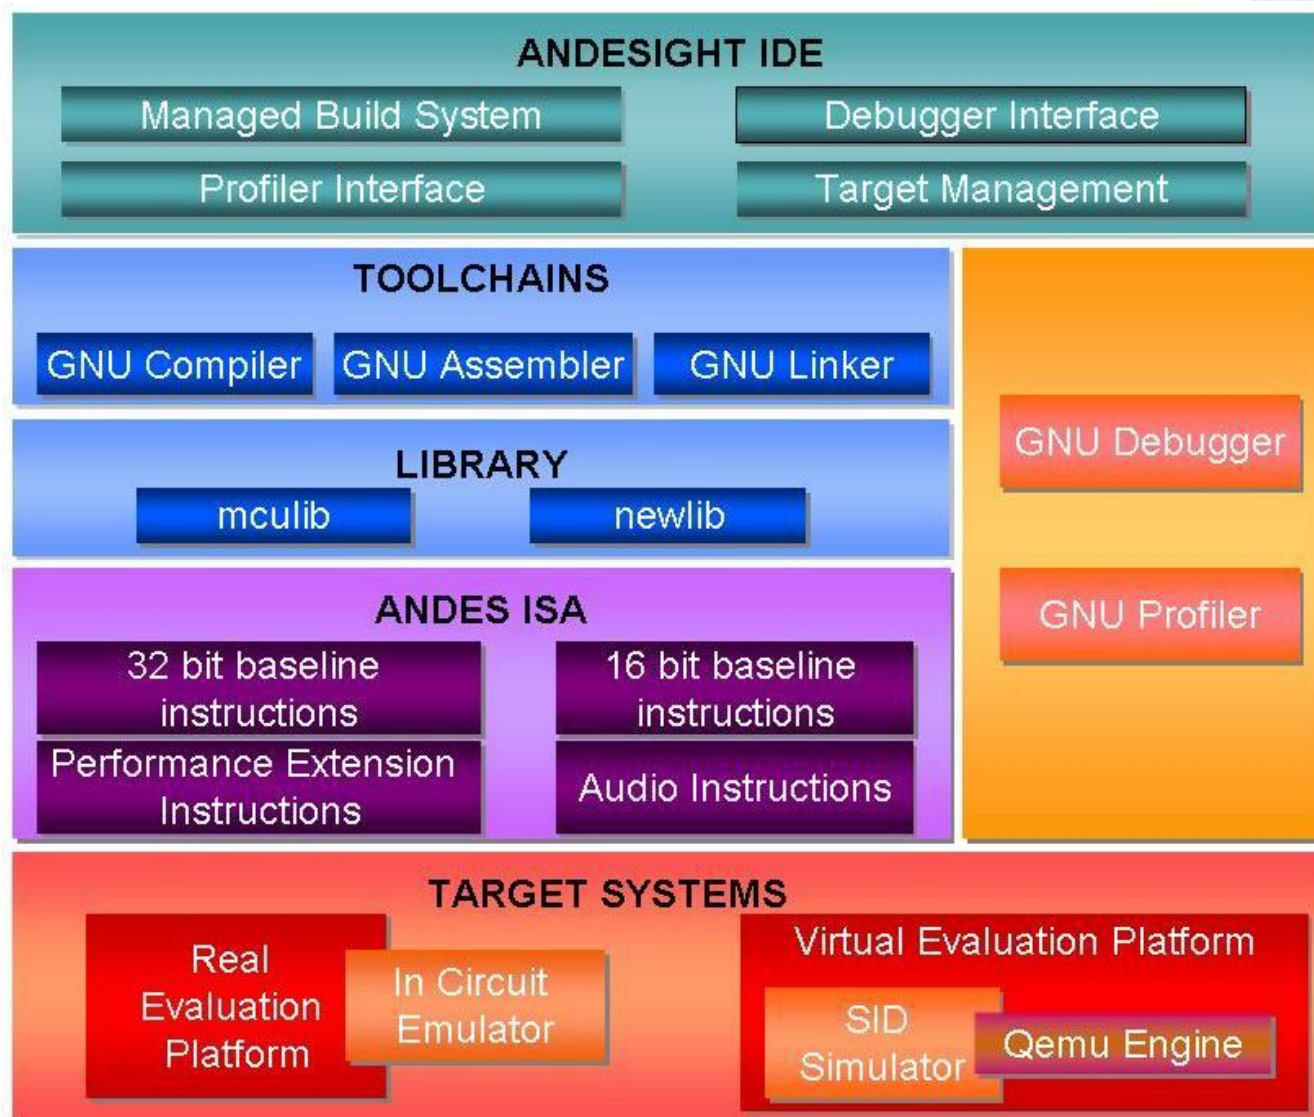 ANDESIGHT IDE
Managed Build System
Debugger Interface
Profiler Interface
Target Management
TOOLCHAINS
GNU Compiler
GNU Assembler
GNU Linker
LIBRARY
mculib
newlib
GNU Debugger
GNU Profiler
ANDES ISA
32 bit baseline
instructions
16 bit baseline
instructions
Performance Extension
Instructions
Audio Instructions
TARGET SYSTEMS
Real
Evaluation
Platform
In Circuit
Emulator
Virtual Evaluation Platform
SID
Simulator
Qemu Engine